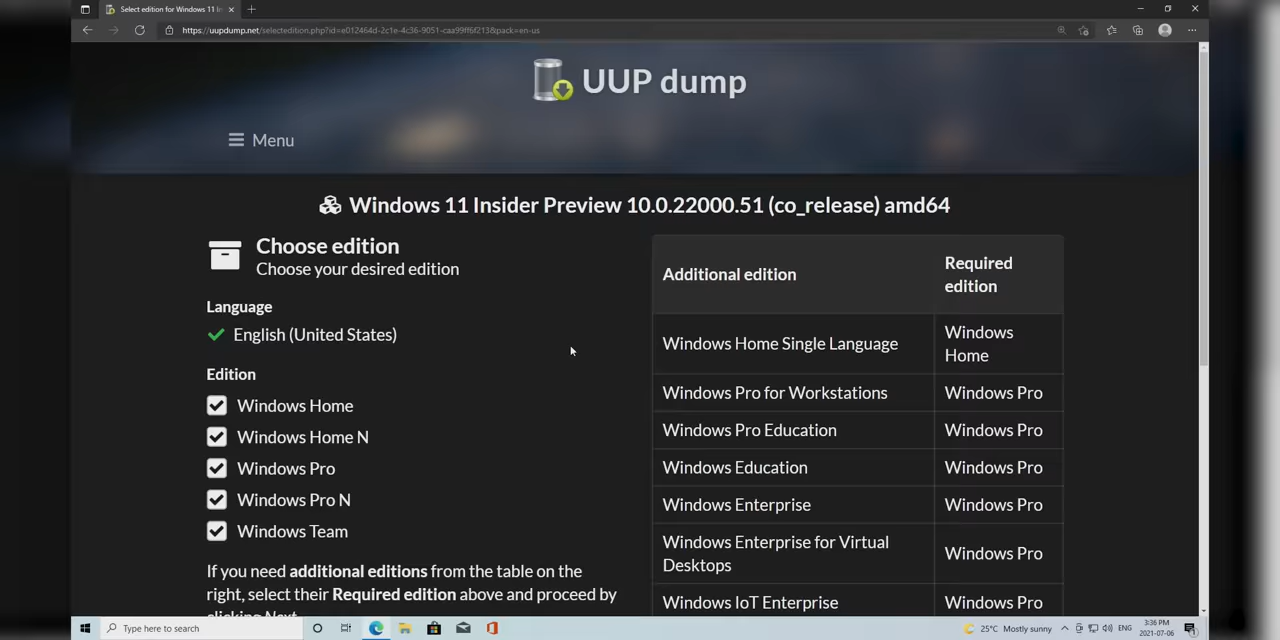 Select edition for Windows 11 In
https://uupdump.net/selectedition.php?id=e012464d-2c1e-4c36-9051-caa99ff6f213&pack=en-us
UUP dump
Menu
Windows 11 Insider Preview 10.0.22000.51 (co_release) amd64
Choose edition
Choose your desired edition
Language
English (United States)
Edition
Windows Home
Windows Home N
Windows Pro
Windows Pro N
Windows Team
If you need additional editions from the table on the
right, select their Required edition above and proceed by
clicking Next.
Additional edition Required edition
Windows Home Single Language Windows Home
Windows Pro for Workstations Windows Pro
Windows Pro Education Windows Pro
Windows Education Windows Pro
Windows Enterprise Windows Pro
Windows Enterprise for Virtual Desktops Windows Pro
Windows IoT Enterprise Windows Pro
Type here to search
25°C Mostly sunny
ENG
3:36 PM
2021-07-06